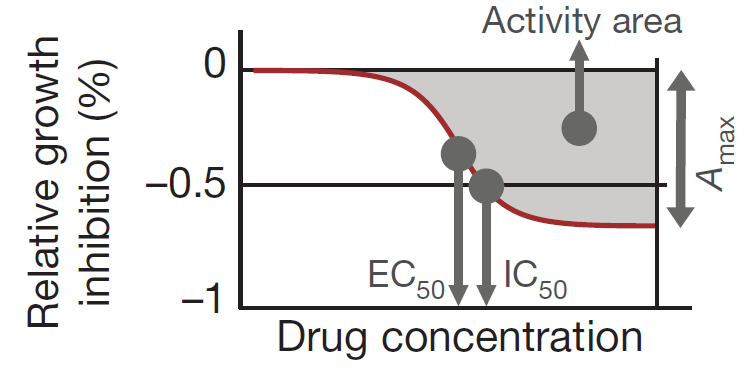 Activity area
0
Relative growth
inhibition (%)
−0.5
Amax
EC50
IC50
−1
Drug concentration